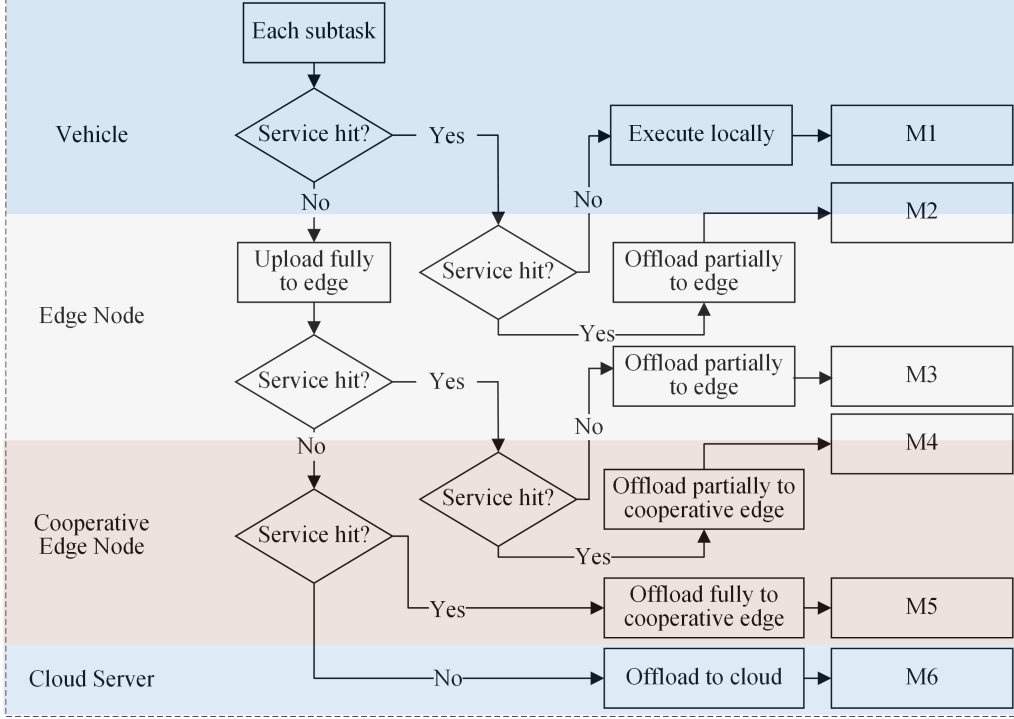 Each subtask
Vehicle
Service hit?
Yes
Execute locally
M1
No
No
M2
Upload fully
to edge
Service hit?
Offload partially
to edge
Edge Node
Yes
Service hit?
Yes
Offload partially
to edge
M3
No
No
M4
Cooperative
Edge Node
Service hit?
Service hit?
Offload partially to
cooperative edge
Yes
Yes
Offload fully to
cooperative edge
M5
Cloud Server
No
Offload to cloud
M6